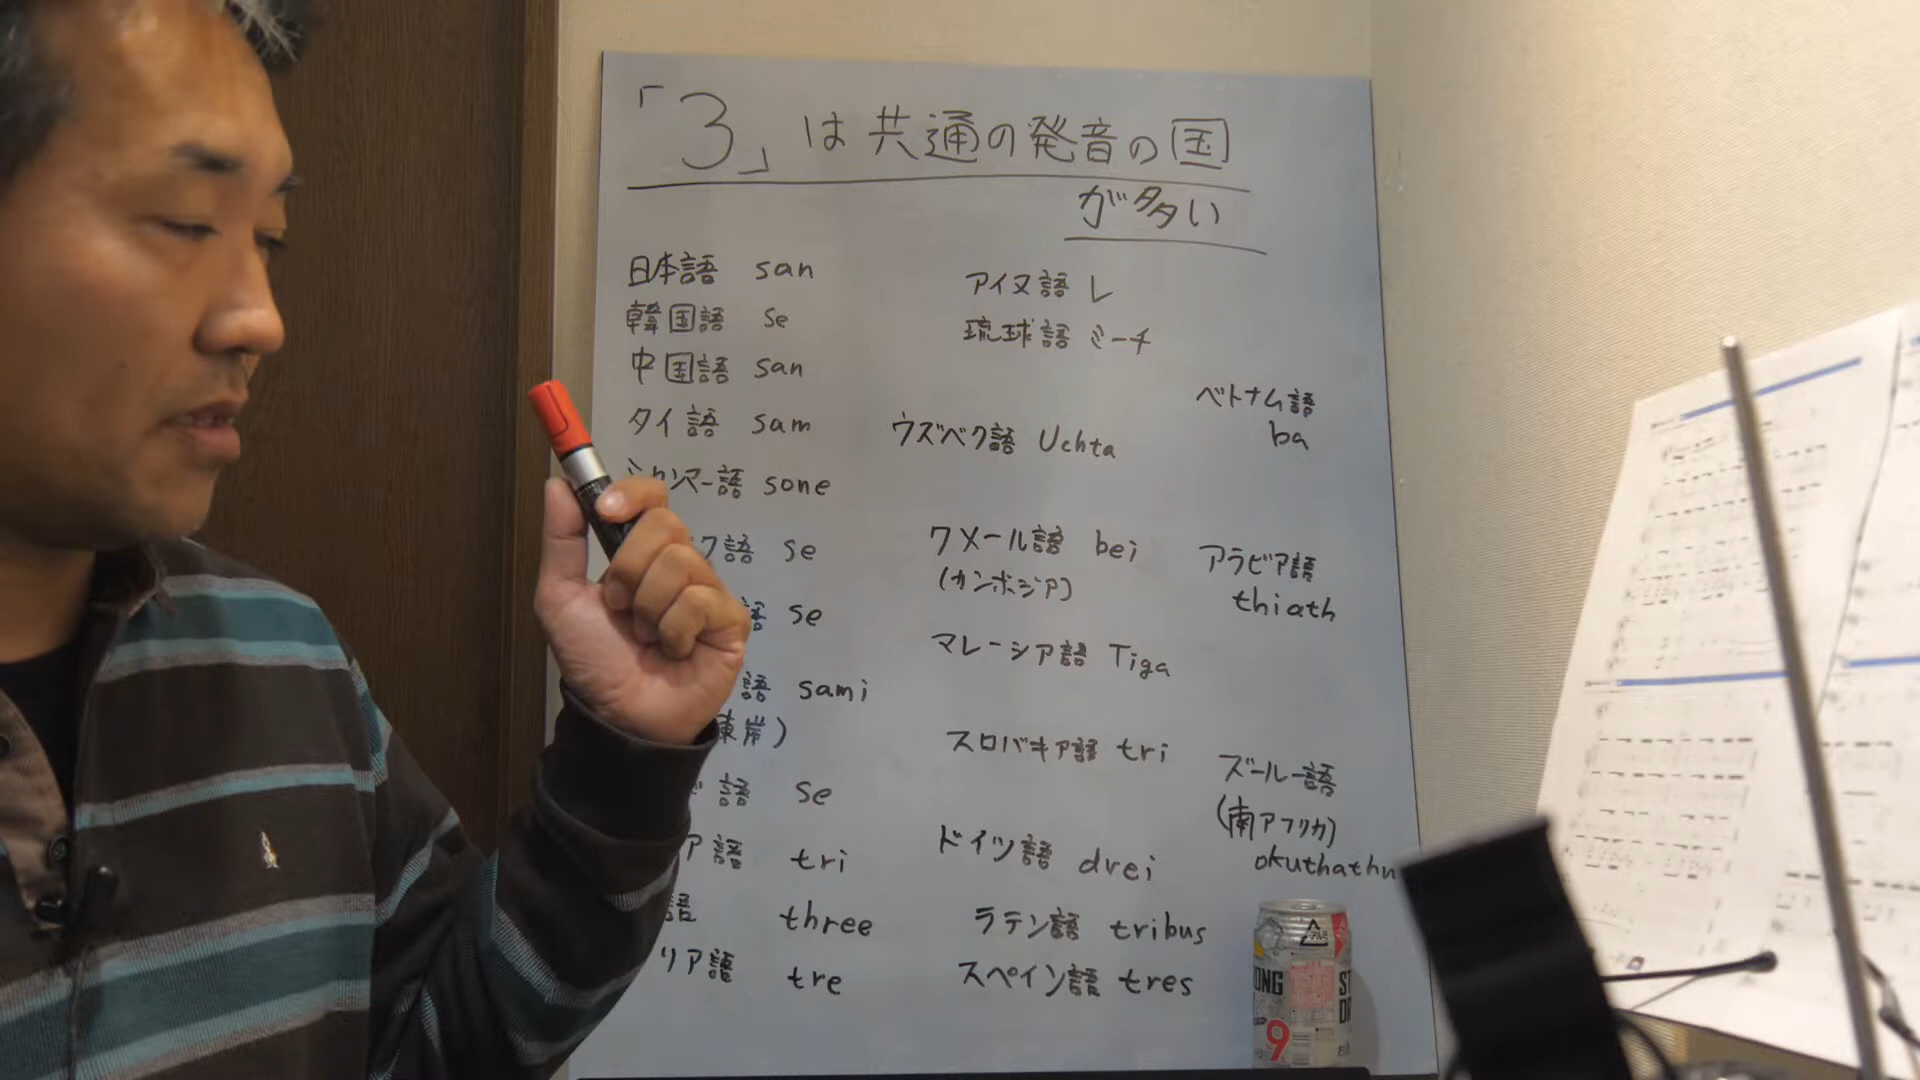 「3」は共通の発音の国
が多い
日本語 san
韓国語 se
中国語 san
タイ語 sam
ミャンマー語 sone
ク語 se
語 se
語 sami
東岸)
語 se
ア語 tri
語 three
リア語 tre
アイヌ語 レ
琉球語 ミーチ
ウズベク語 Uchta
クメール語 bei
(カンボジア)
マレーシア語 Tiga
スロバキア語 tri
ドイツ語 drei
ラテン語 tribus
スペイン語 tres
ベトナム語
ba
アラビア語
thiath
ズールー語
(南アフリカ)
okuthathu
アルミ
9